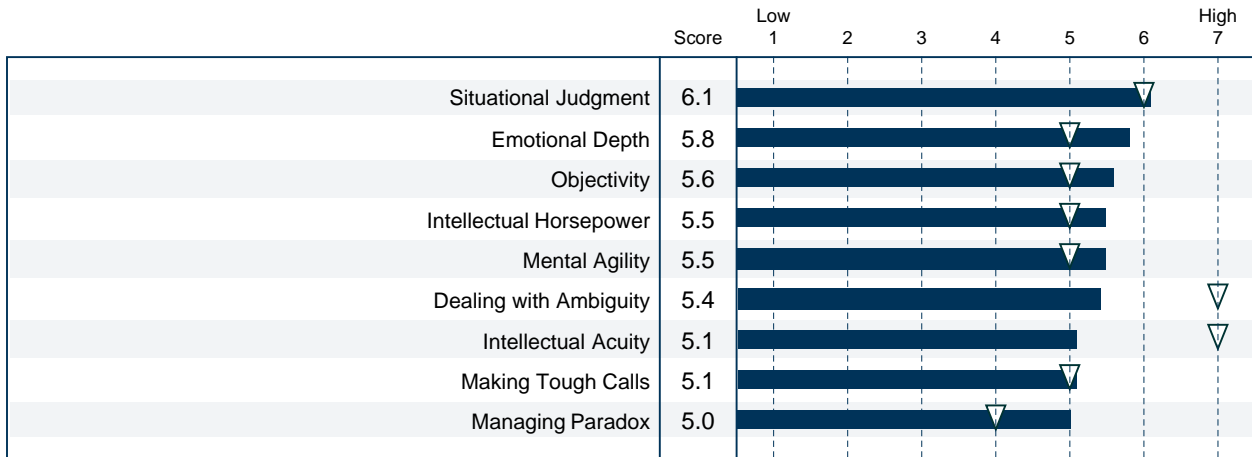 Low High
Score 1 2 3 4 5 6 7
Situational Judgment 6.1
Emotional Depth 5.8
Objectivity 5.6
Intellectual Horsepower 5.5
Mental Agility 5.5
Dealing with Ambiguity 5.4
Intellectual Acuity 5.1
Making Tough Calls 5.1
Managing Paradox 5.0